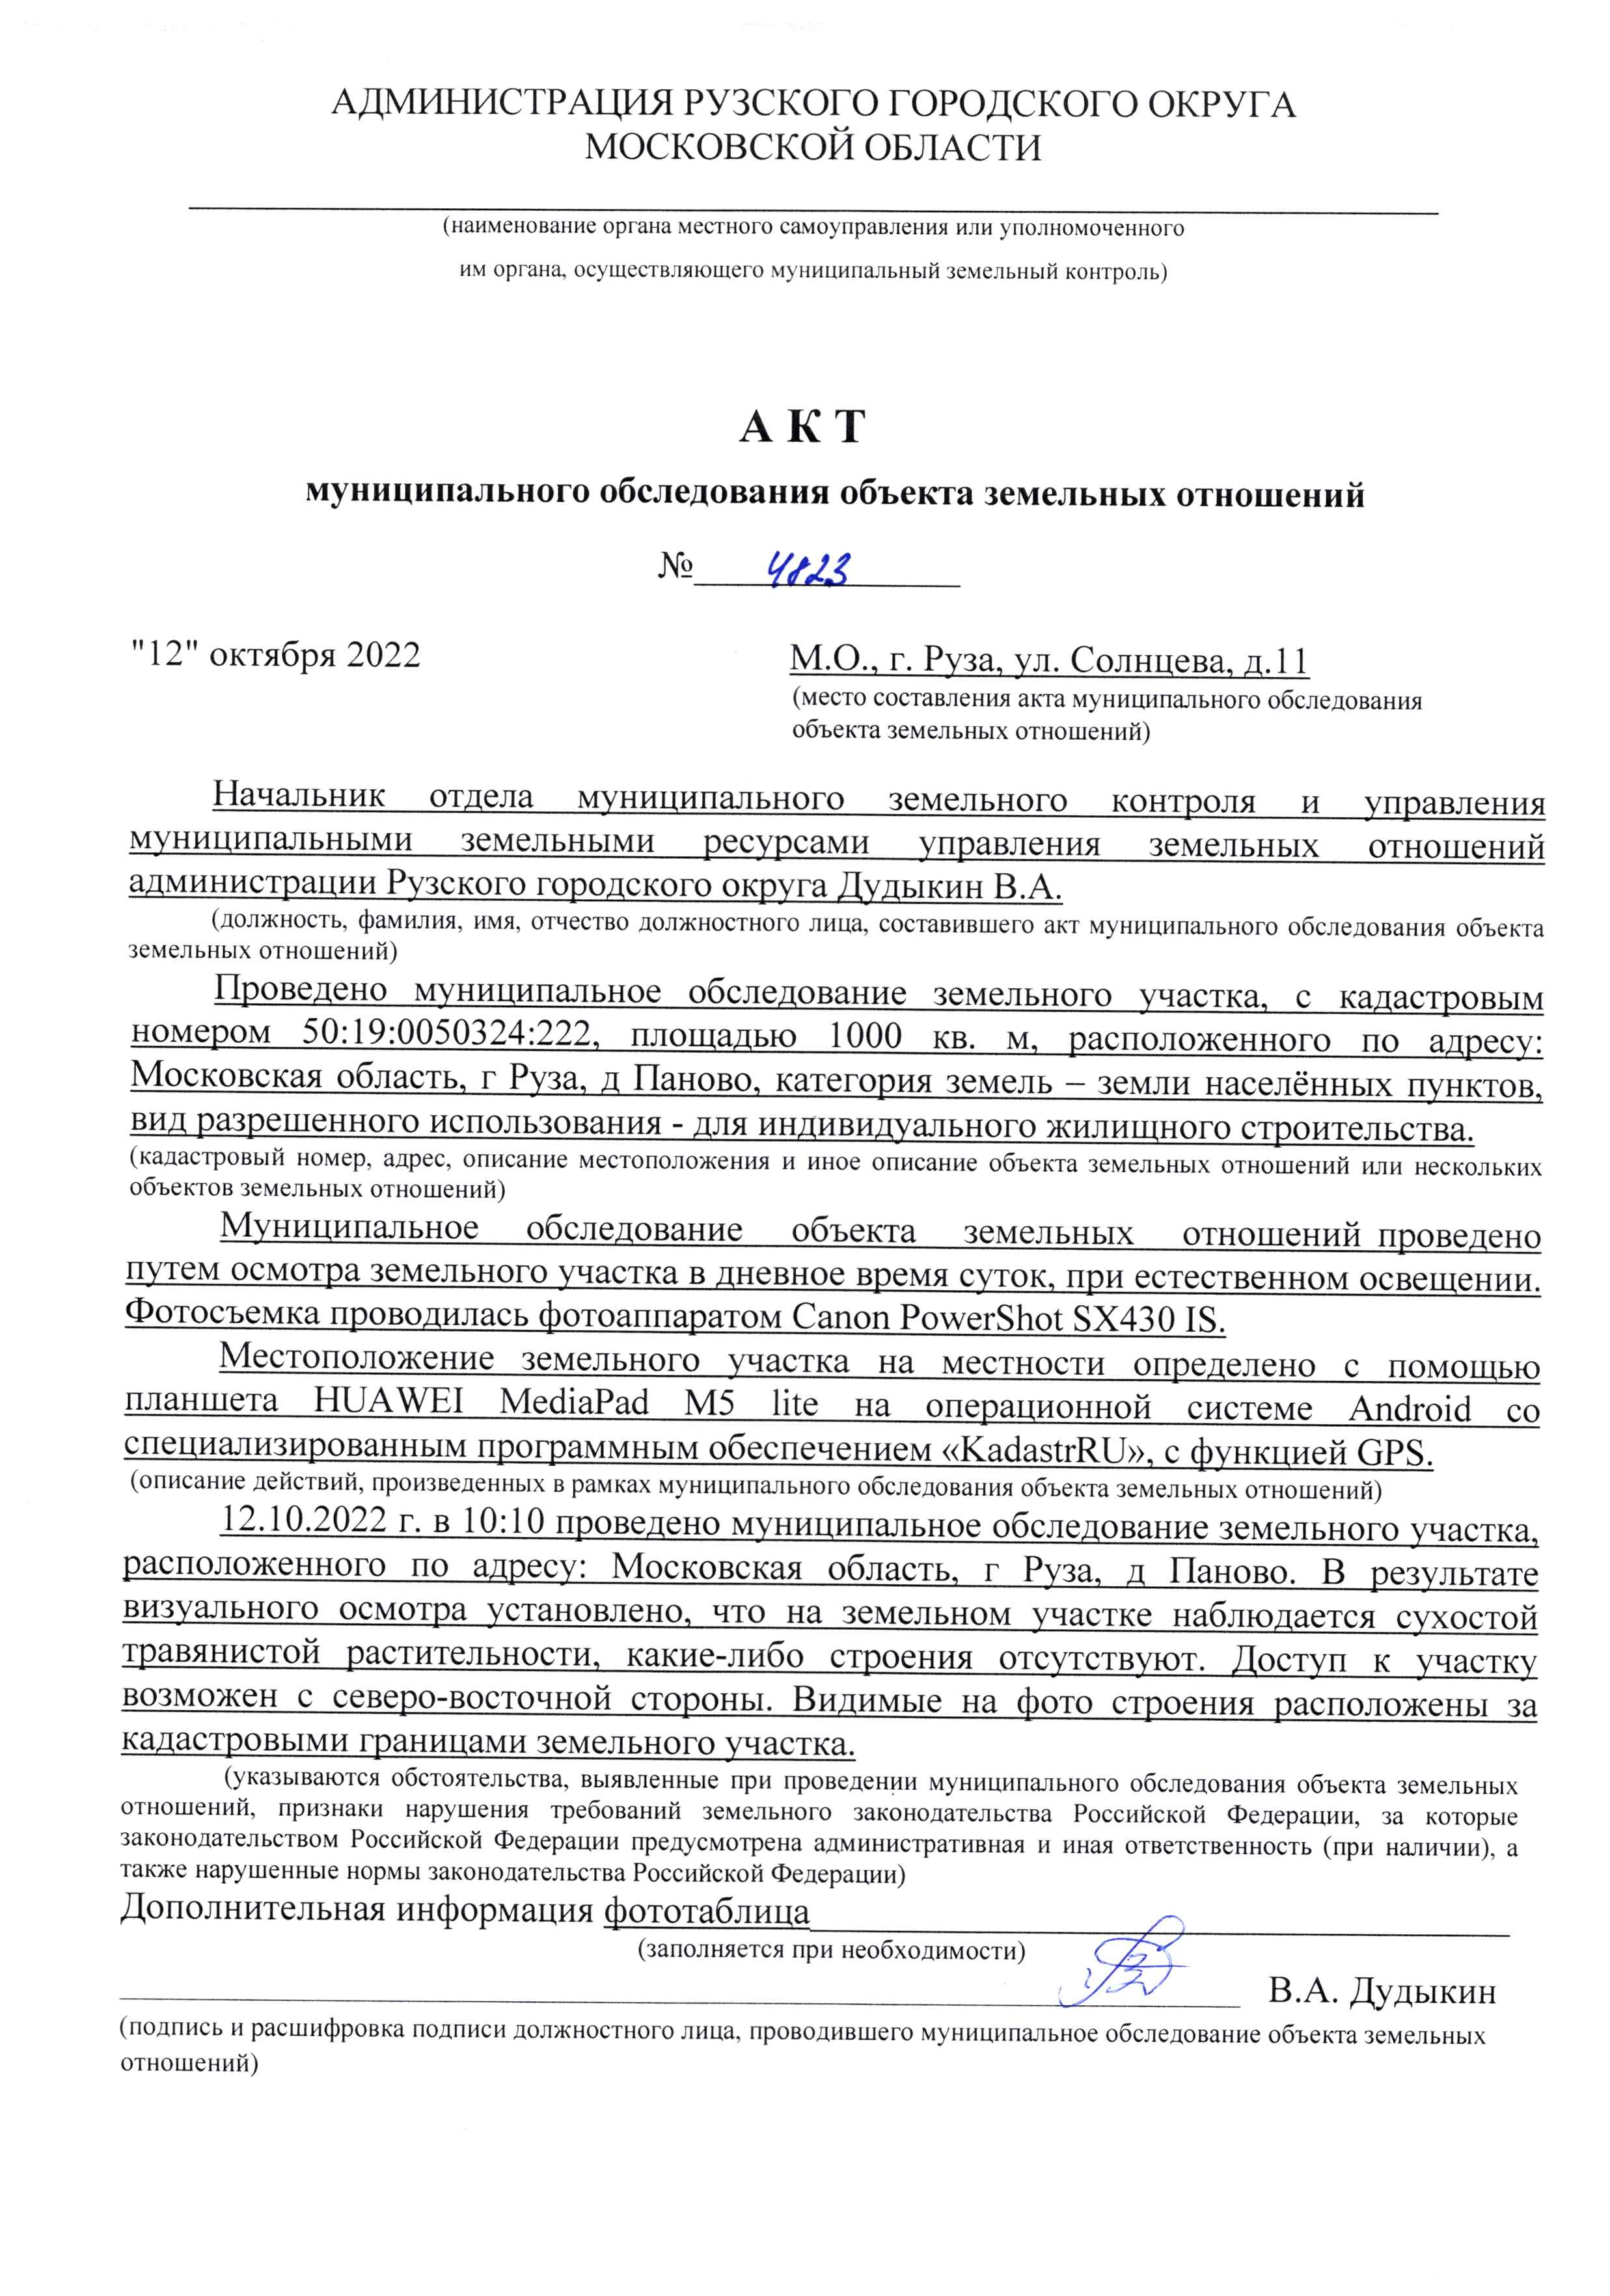 АДМИНИСТРАЦИЯ РУЗСКОГО ГОРОДСКОГО ОКРУГА
МОСКОВСКОЙ ОБЛАСТИ
(наименование органа местного самоуправления или уполномоченного
им органа, осуществляющего муниципальный земельный контроль)
А К Т
муниципального обследования объекта земельных отношений
№ 4823
"12" октября 2022
М.О., г. Руза, ул. Солнцева, д.11
(место составления акта муниципального обследования
объекта земельных отношений)
Начальник отдела муниципального земельного контроля и управления
муниципальными земельными ресурсами управления земельных отношений
администрации Рузского городского округа Дудыкин В.А.
(должность, фамилия, имя, отчество должностного лица, составившего акт муниципального обследования объекта
земельных отношений)
Проведено муниципальное обследование земельного участка, с кадастровым
номером 50:19:0050324:222, площадью 1000 кв. м, расположенного по адресу:
Московская область, г Руза, д Паново, категория земель – земли населённых пунктов,
вид разрешенного использования - для индивидуального жилищного строительства.
(кадастровый номер, адрес, описание местоположения и иное описание объекта земельных отношений или нескольких
объектов земельных отношений)
Муниципальное обследование объекта земельных отношений проведено
путем осмотра земельного участка в дневное время суток, при естественном освещении.
Фотосъемка проводилась фотоаппаратом Canon PowerShot SX430 IS.
Местоположение земельного участка на местности определено с помощью
планшета HUAWEI MediaPad M5 lite на операционной системе Android со
специализированным программным обеспечением «KadastrRU», с функцией GPS.
(описание действий, произведенных в рамках муниципального обследования объекта земельных отношений)
12.10.2022 г. в 10:10 проведено муниципальное обследование земельного участка,
расположенного по адресу: Московская область, г Руза, д Паново. В результате
визуального осмотра установлено, что на земельном участке наблюдается сухостой
травянистой растительности, какие-либо строения отсутствуют. Доступ к участку
возможен с северо-восточной стороны. Видимые на фото строения расположены за
кадастровыми границами земельного участка.
(указываются обстоятельства, выявленные при проведении муниципального обследования объекта земельных
отношений, признаки нарушения требований земельного законодательства Российской Федерации, за которые
законодательством Российской Федерации предусмотрена административная и иная ответственность (при наличии), а
также нарушенные нормы законодательства Российской Федерации)
Дополнительная информация фототаблица
(заполняется при необходимости)
В.А. Дудыкин
(подпись и расшифровка подписи должностного лица, проводившего муниципальное обследование объекта земельных
отношений)